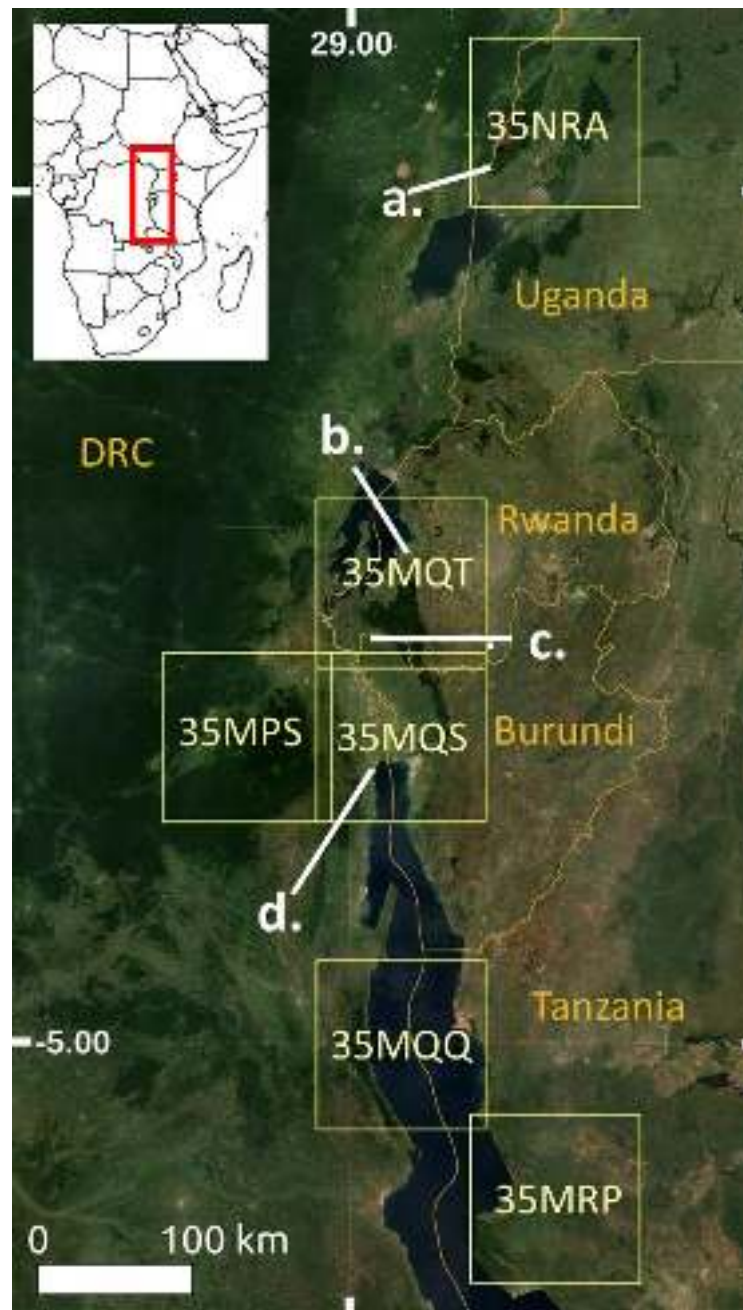 29.00
35NRA
a.
Uganda
b.
DRC
Rwanda
35MQT
c.
35MPS
35MQS
Burundi
d.
Tanzania
-5.00
35MQQ
35MRP
0 100 km